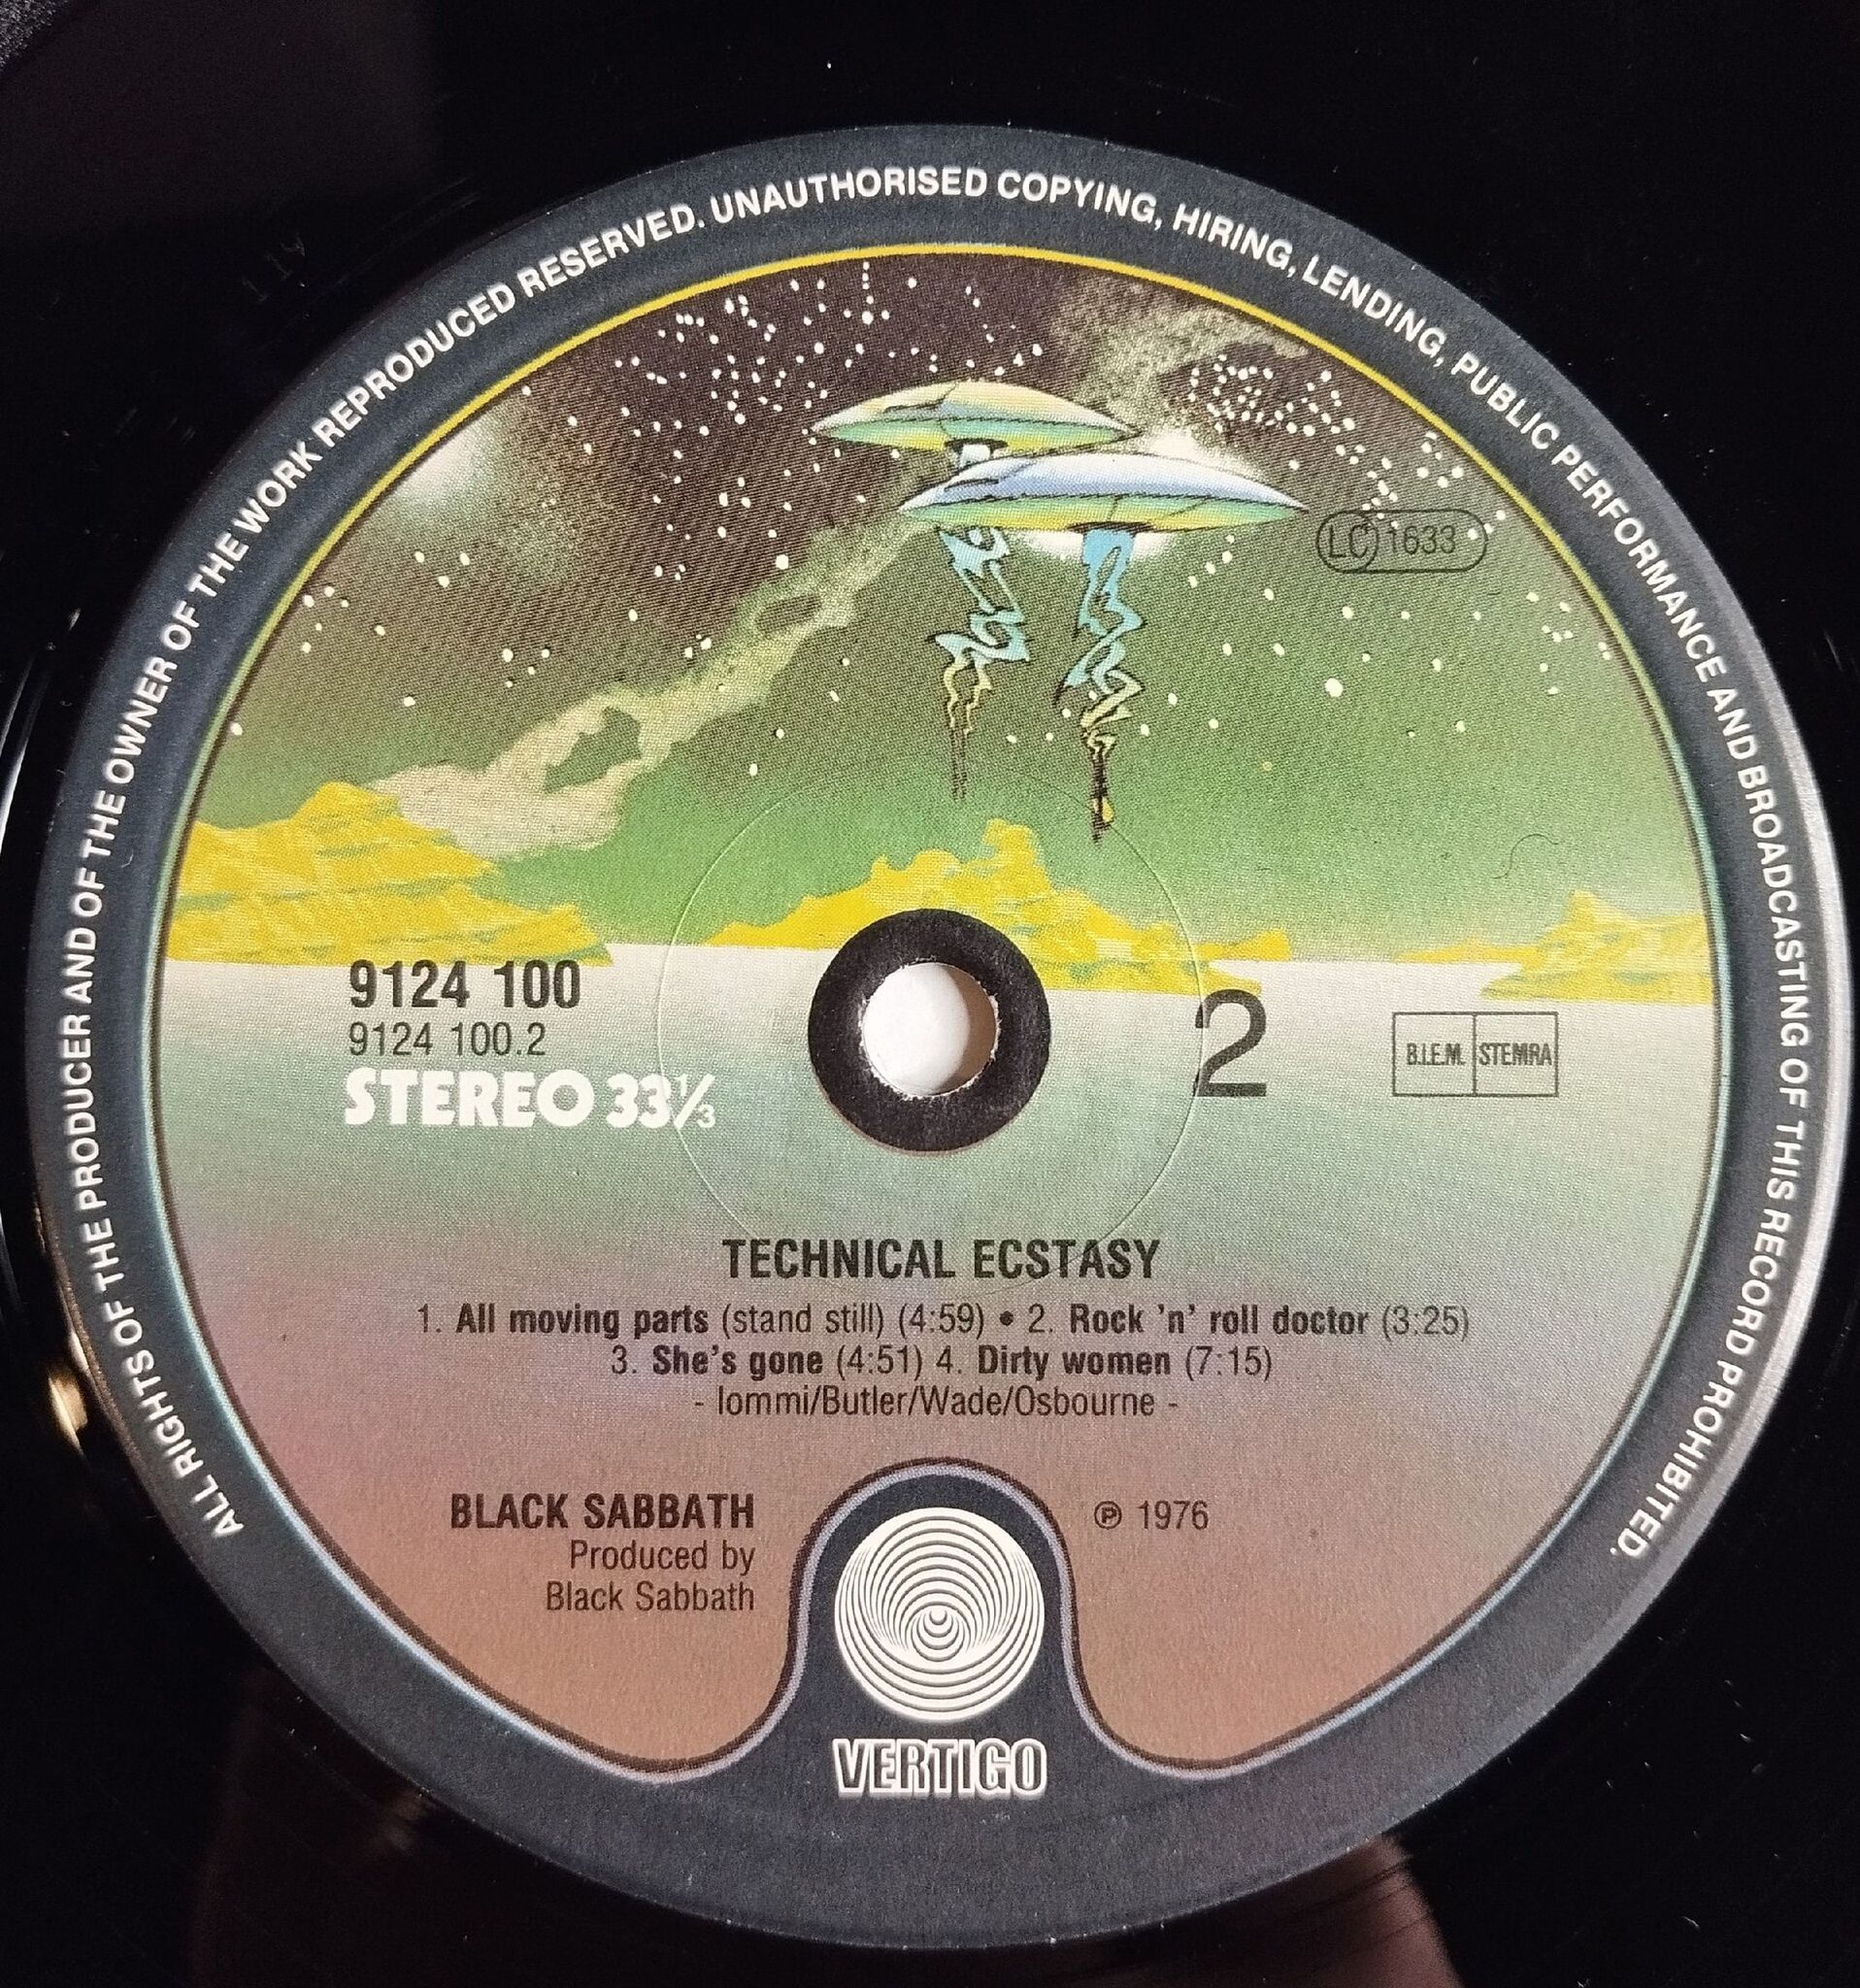 ALL RIGHTS OF THE PRODUCER AND OF THE OWNER OF THE WORK REPRODUCED RESERVED. UNAUTHORISED COPYING, HIRING, LENDING, PUBLIC PERFORMANCE AND BROADCASTING OF THIS RECORD PROHIBITED.
LC 1633
9124 100
9124 100.2
STEREO 33⅓
2
B.I.E.M. STEMRA
TECHNICAL ECSTASY
1. All moving parts (stand still) (4:59) • 2. Rock 'n' roll doctor (3:25)
3. She's gone (4:51) 4. Dirty women (7:15)
- Iommi/Butler/Wade/Osbourne -
BLACK SABBATH
Produced by
Black Sabbath
℗ 1976
VERTIGO